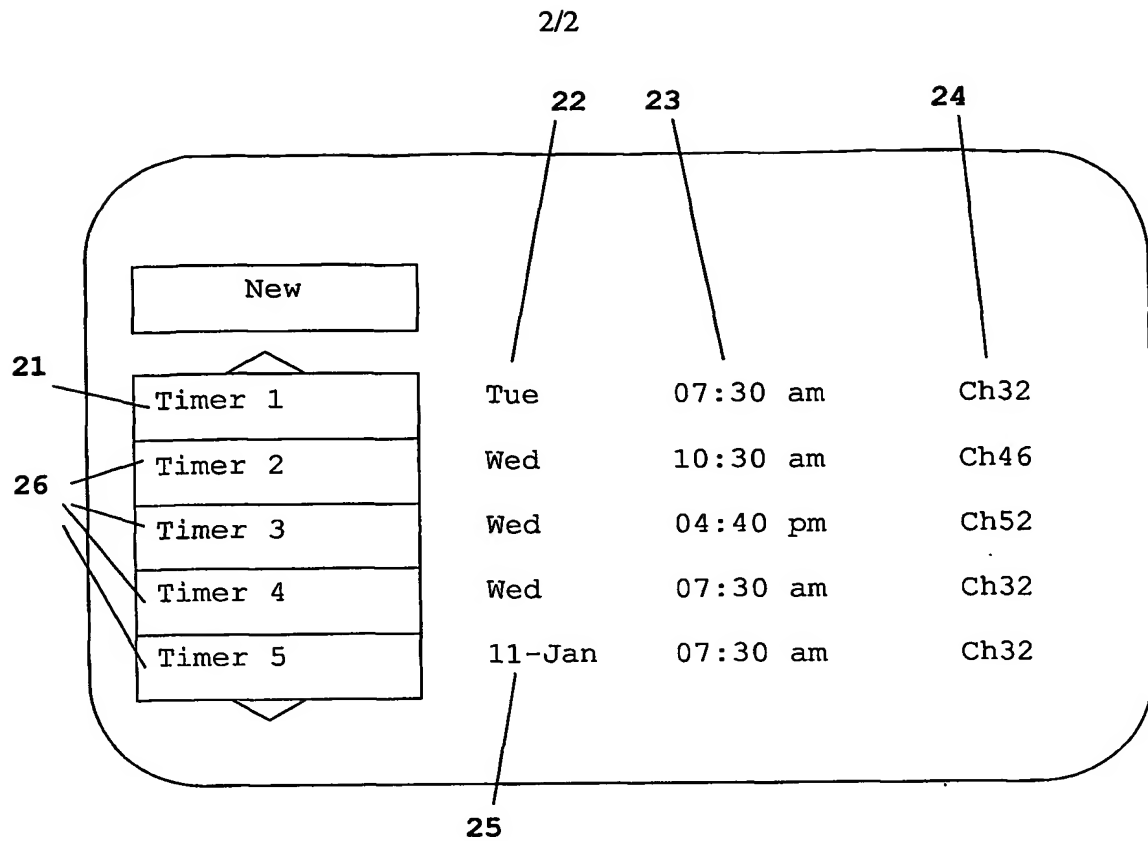 2/2
22 23 24
New
21
Timer 1 Tue 07:30 am Ch32
Timer 2 Wed 10:30 am Ch46
26
Timer 3 Wed 04:40 pm Ch52
Timer 4 Wed 07:30 am Ch32
Timer 5 11-Jan 07:30 am Ch32
25